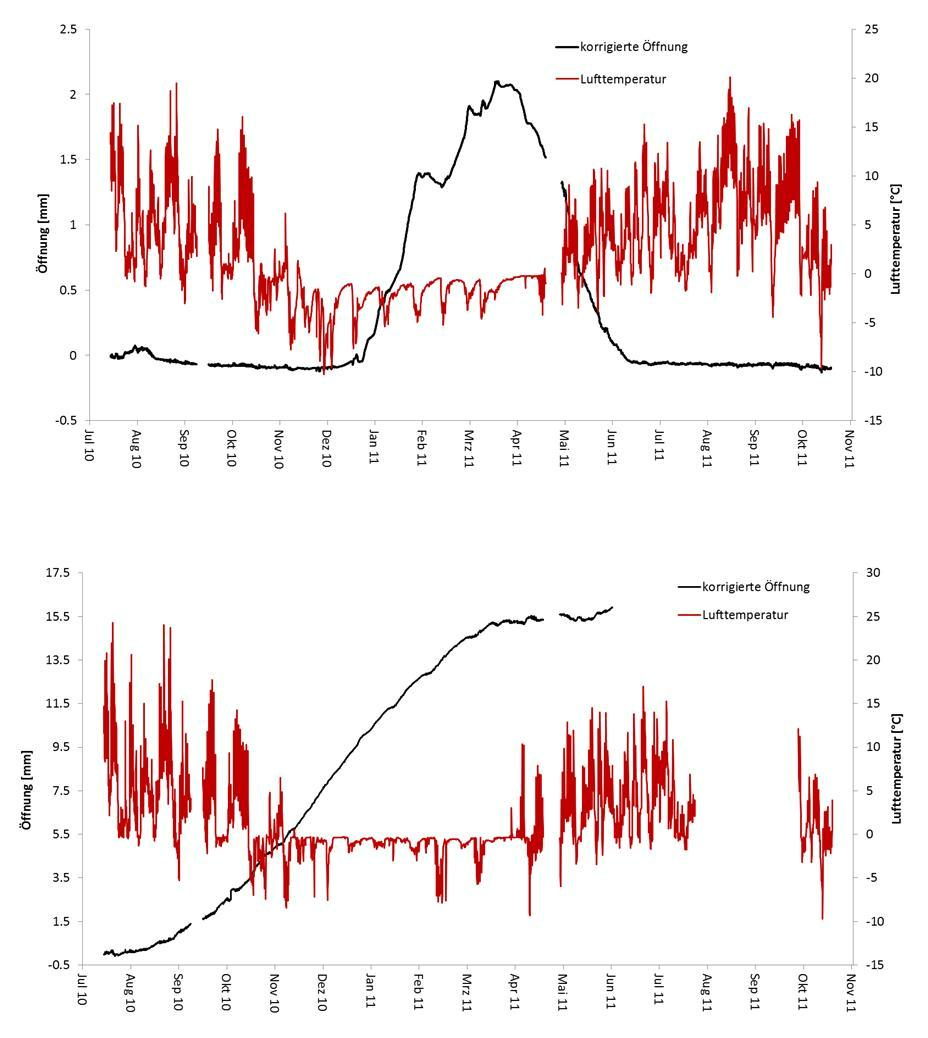 2.5
2
1.5
1
0.5
0
-0.5
Öffnung [mm]
25
20
15
10
5
0
-5
-10
-15
Lufttemperatur [°C]
korrigierte Öffnung
Lufttemperatur
Jul 10
Aug 10
Sep 10
Okt 10
Nov 10
Dez 10
Jan 11
Feb 11
Mrz 11
Apr 11
Mai 11
Jun 11
Jul 11
Aug 11
Sep 11
Okt 11
Nov 11
17.5
15.5
13.5
11.5
9.5
7.5
5.5
3.5
1.5
-0.5
Öffnung [mm]
30
25
20
15
10
5
0
-5
-10
-15
Lufttemperatur [°C]
korrigierte Öffnung
Lufttemperatur
Jul 10
Aug 10
Sep 10
Okt 10
Nov 10
Dez 10
Jan 11
Feb 11
Mrz 11
Apr 11
Mai 11
Jun 11
Jul 11
Aug 11
Sep 11
Okt 11
Nov 11